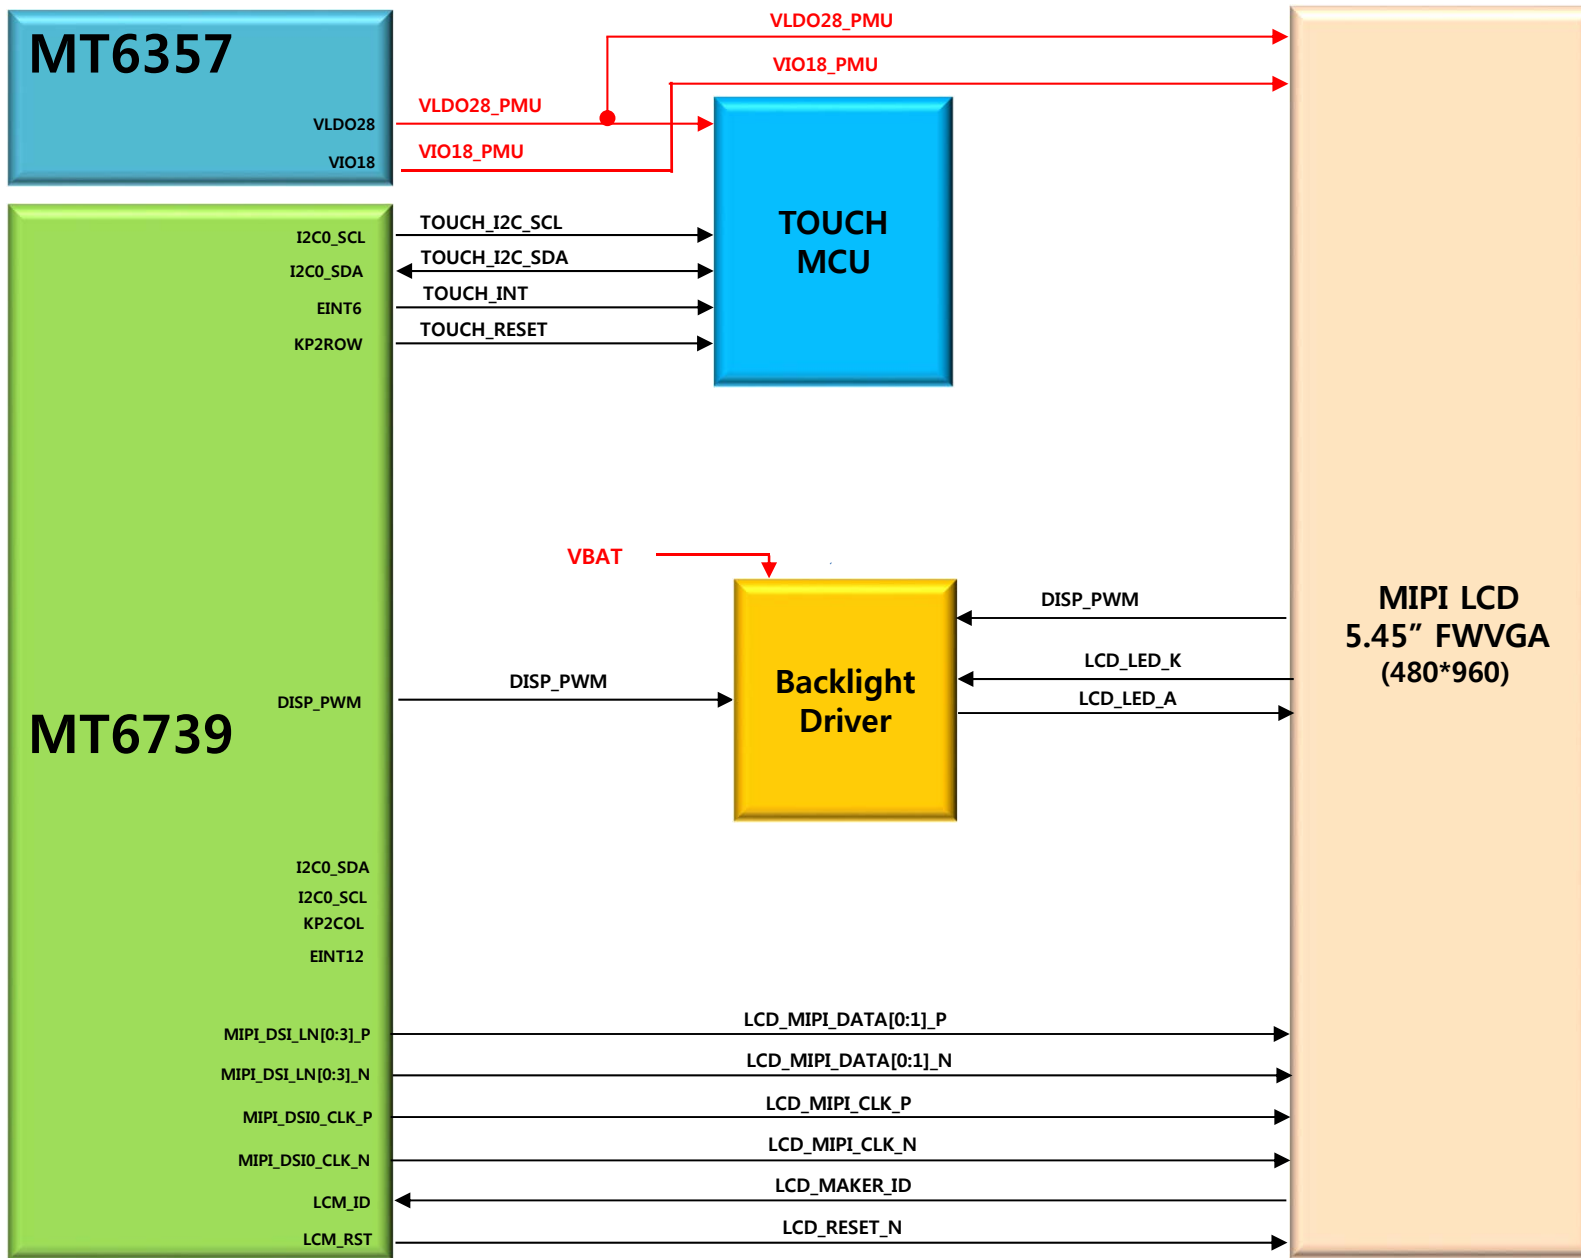 MT6357
VLDO28
VIO18
VLDO28_PMU
VIO18_PMU
VLDO28_PMU
VIO18_PMU
TOUCH
MCU
I2C0_SCL
I2C0_SDA
EINT6
KP2ROW
TOUCH_I2C_SCL
TOUCH_I2C_SDA
TOUCH_INT
TOUCH_RESET
MT6739
DISP_PWM
DISP_PWM
VBAT
Backlight
Driver
DISP_PWM
LCD_LED_K
LCD_LED_A
MIPI LCD
5.45” FWVGA
(480*960)
I2C0_SDA
I2C0_SCL
KP2COL
EINT12
MIPI_DSI_LN[0:3]_P
LCD_MIPI_DATA[0:1]_P
MIPI_DSI_LN[0:3]_N
LCD_MIPI_DATA[0:1]_N
MIPI_DSI0_CLK_P
LCD_MIPI_CLK_P
MIPI_DSI0_CLK_N
LCD_MIPI_CLK_N
LCM_ID
LCD_MAKER_ID
LCM_RST
LCD_RESET_N